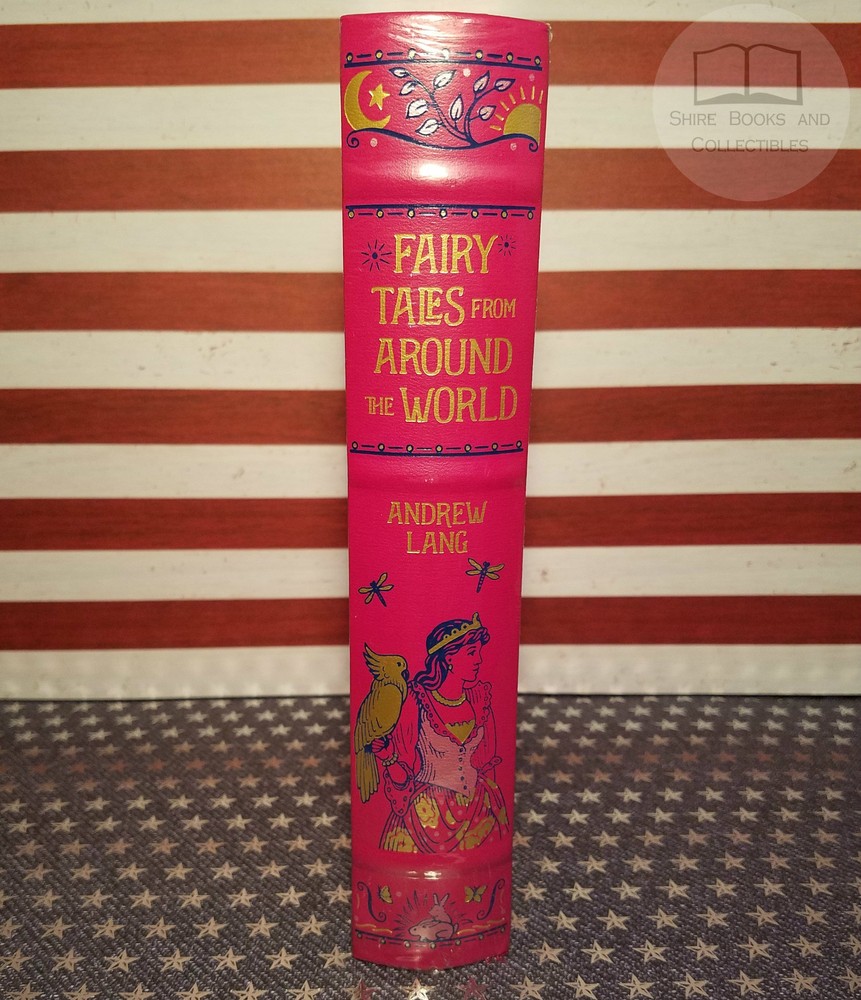 SHIRE BOOKS AND
COLLECTIBLES
FAIRY
TALES FROM
AROUND
THE WORLD
ANDREW
LANG